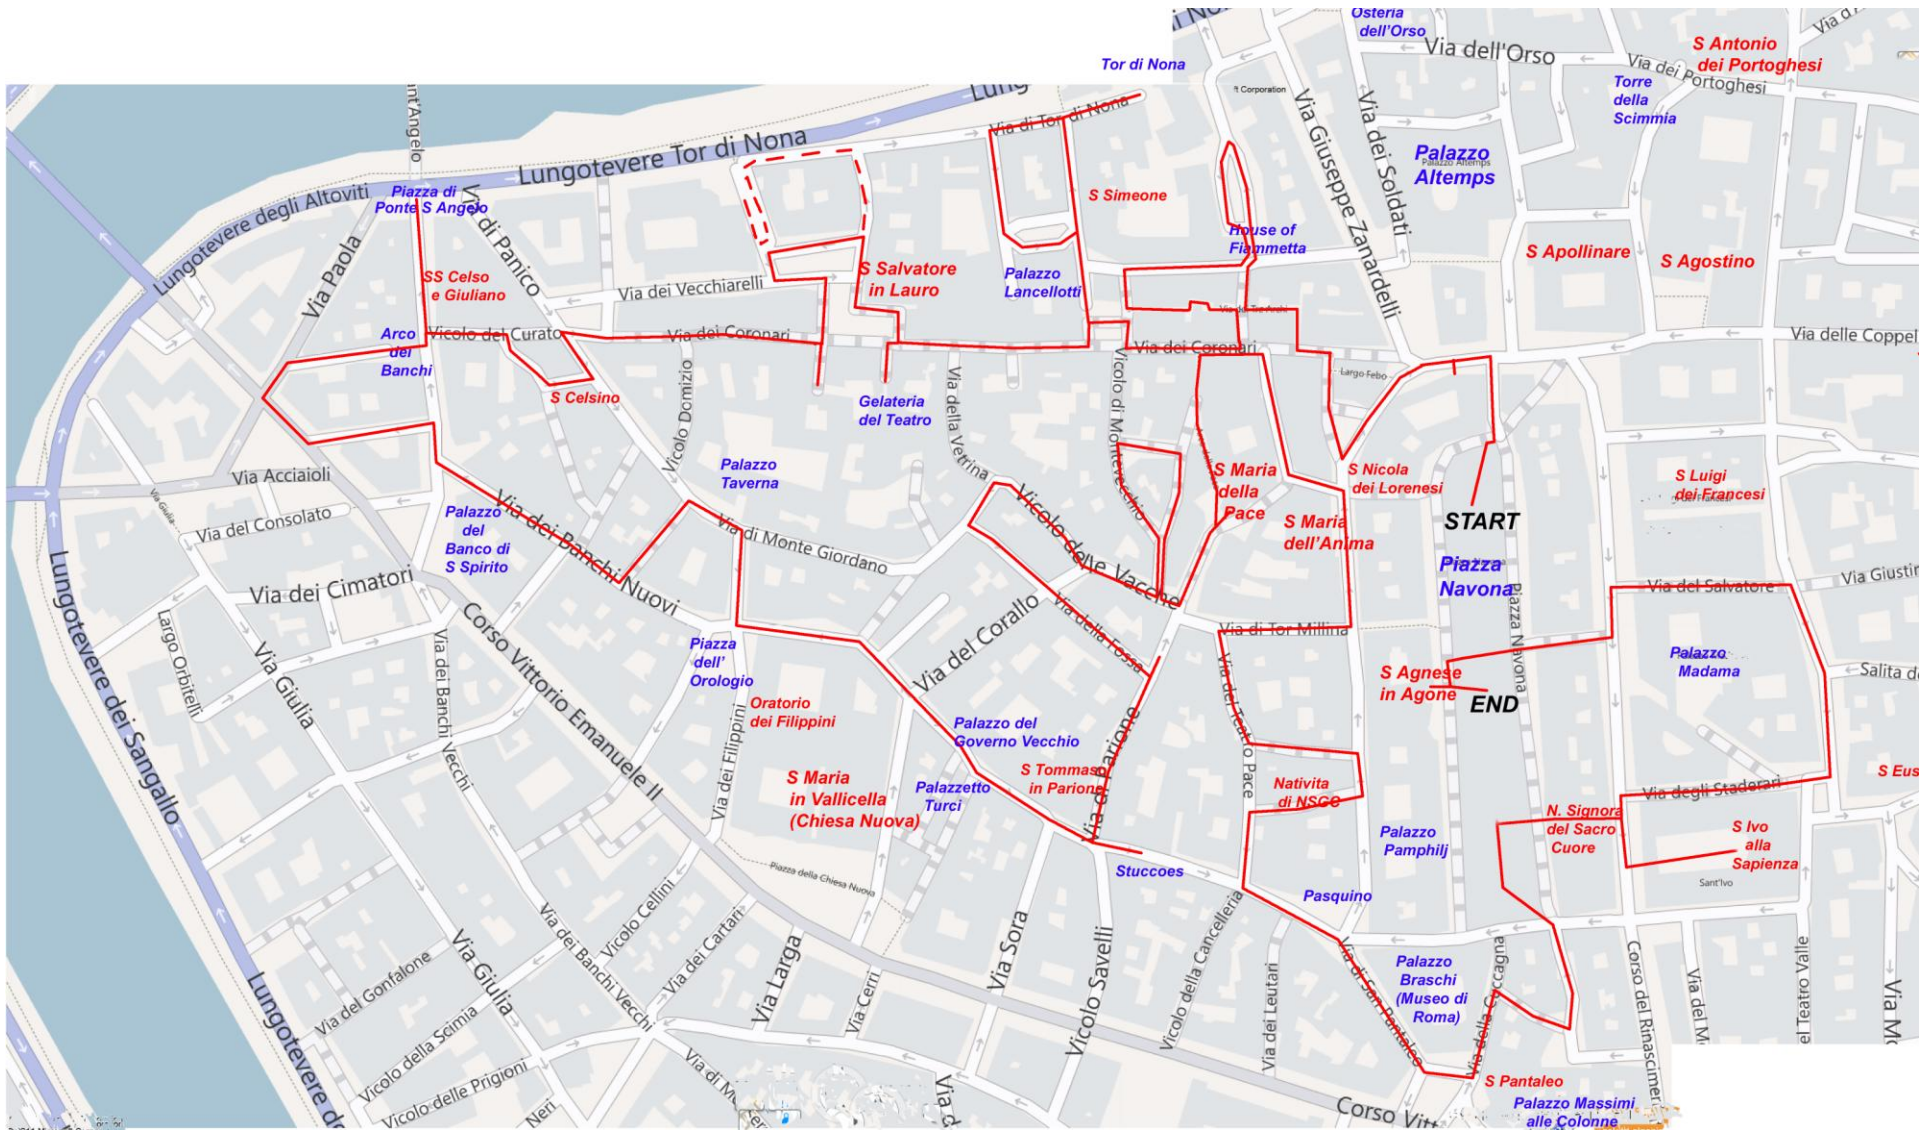 Osteria
dell'Orso
Via dell'Orso
S Antonio
dei Portoghesi
Via dei Portoghesi
Tor di Nona
Torre
della
Scimmia
Via di Tor di Nona
Via Giuseppe Zanardelli
Via dei Soldati
Palazzo
Altemps
Palazzo Altemps
Lungotevere Tor di Nona
Lungotevere degli Altoviti
Piazza di
Ponte S Angelo
Via di Panico
Via Paola
SS Celso
e Giuliano
S Simeone
House of
Fiammetta
S Apollinare
S Agostino
S Salvatore
in Lauro
Palazzo
Lancellotti
Via dei Vecchiarelli
Vicolo del Curato
Via dei Coronari
Via dei Coronari
Via delle Coppelle
Arco
dei
Banchi
S Celsino
Largo Febo
Vicolo Domizio
Gelateria
del Teatro
Via della Vetrina
Vicolo di Montevecchio
Palazzo
Taverna
S Maria
della
Pace
S Nicola
dei Lorenesi
S Luigi
dei Francesi
START
Via Acciaioli
Via Giulia
Via del Consolato
Palazzo
del
Banco di
S Spirito
Via dei Banchi Nuovi
Via di Monte Giordano
Vicolo delle Vacche
S Maria
dell'Anima
Piazza
Navona
Piazza Navona
Via del Salvatore
Via dei Cimatori
Lungotevere dei Sangallo
Largo Orbitelli
Via Giulia
Corso Vittorio Emanuele II
Via dei Banchi Vecchi
Piazza
dell'
Orologio
Via del Corallo
Via della Fossa
Via di Tor Millina
Via del Teatro Pace
S Agnese
in Agone
END
Palazzo
Madama
Oratorio
dei Filippini
Via dei Filippini
Palazzo del
Governo Vecchio
Via di Parione
S Tommaso
in Parione
Palazzetto
Turci
S Maria
in Vallicella
(Chiesa Nuova)
Nativita
di NSGC
Via degli Staderari
Palazzo
Pamphilj
N. Signora
del Sacro
Cuore
S Ivo
alla
Sapienza
Sant'Ivo
Stuccoes
Pasquino
Piazza della Chiesa Nuova
Vicolo Cellini
Via dei Cartari
Via dei Banchi Vecchi
Via Larga
Via Cerri
Via Sora
Vicolo Savelli
Vicolo della Cancelleria
Via dei Leutari
Via di San Pantaleo
Palazzo
Braschi
(Museo di
Roma)
Via della Cuccagna
Via del Gonfalone
Via Giulia
Vicolo della Scimia
Vicolo delle Prigioni
S Pantaleo
Palazzo Massimi
alle Colonne